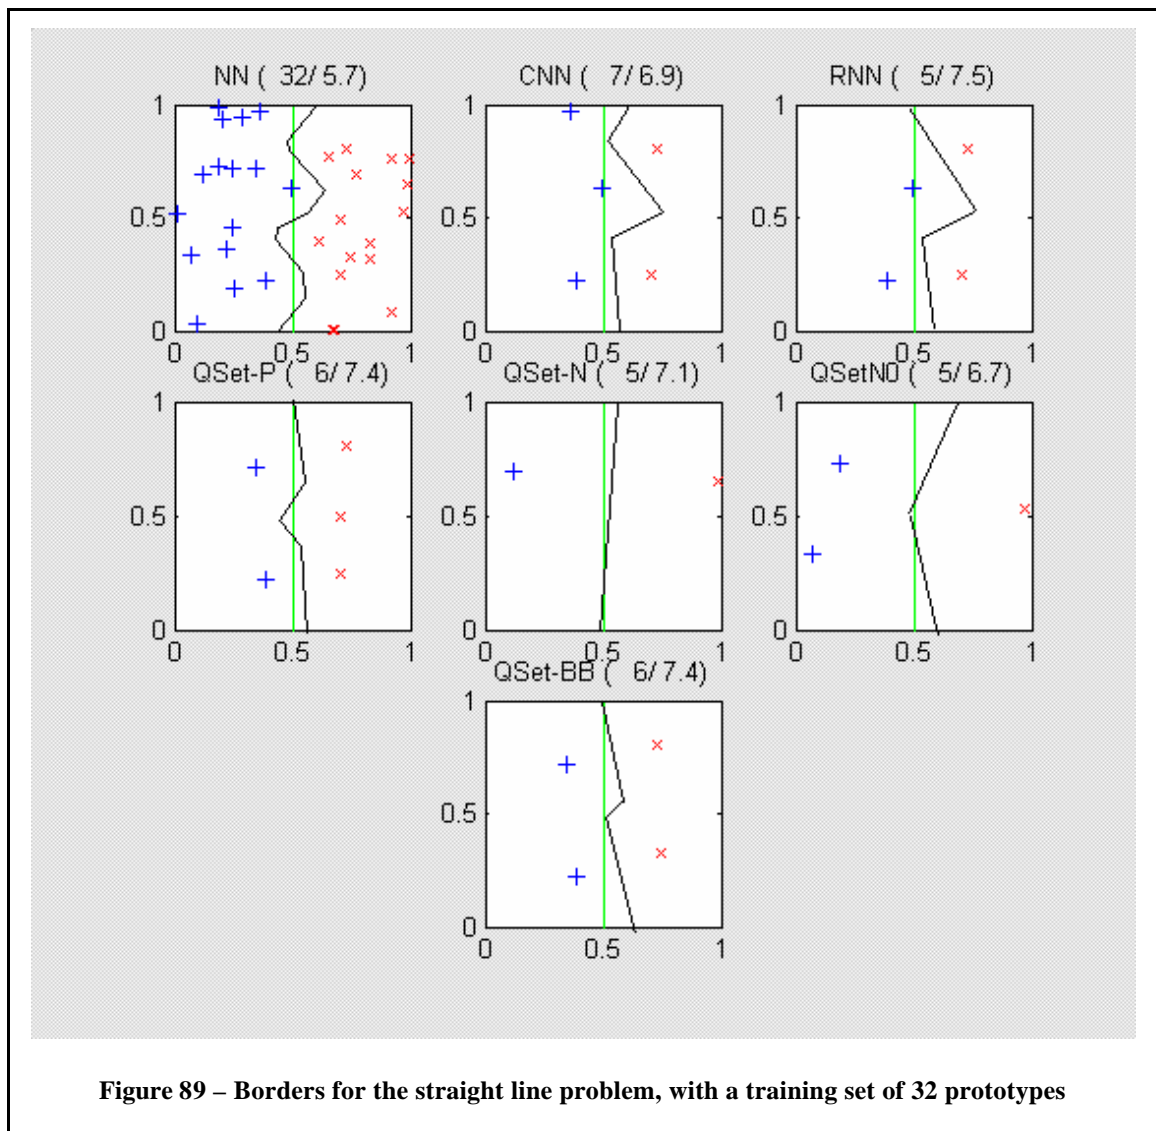 NN ( 32/ 5.7) CNN ( 7/ 6.9) RNN ( 5/ 7.5)
1 1 1
0.5 0.5 0.5
0 0 0
0 0.5 1 0 0.5 1 0 0.5 1
QSet-P ( 6/ 7.4) QSet-N ( 5/ 7.1) QSetN0 ( 5/ 6.7)
1 1 1
0.5 0.5 0.5
0 0 0
0 0.5 1 0 0.5 1 0 0.5 1
QSet-BB ( 6/ 7.4)
1
0.5
0
0 0.5 1
Figure 89 – Borders for the straight line problem, with a training set of 32 prototypes